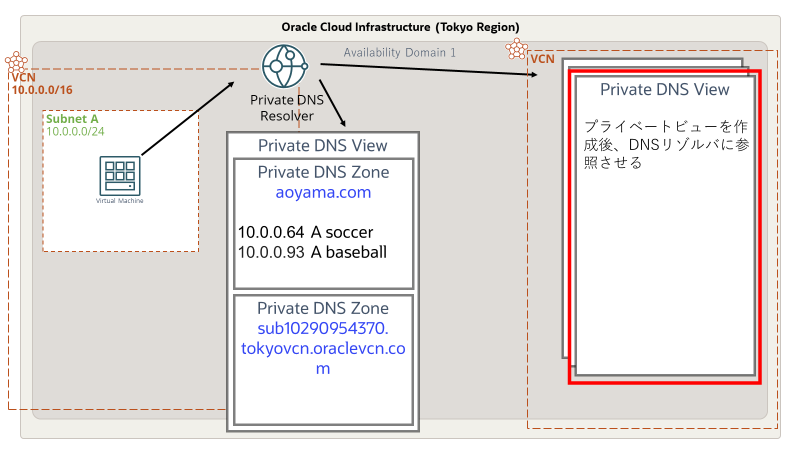 Oracle Cloud Infrastructure (Tokyo Region)
Availability Domain 1
VCN
10.0.0.0/16
Subnet A
10.0.0.0/24
Virtual Machine
Private DNS
Resolver
Private DNS View
Private DNS Zone
aoyama.com
10.0.0.64 A soccer
10.0.0.93 A baseball
Private DNS Zone
sub10290954370.
tokyovcn.oraclevcn.co
m
VCN
Private DNS View
プライベートビューを作
成後、DNSリゾルバに参
照させる